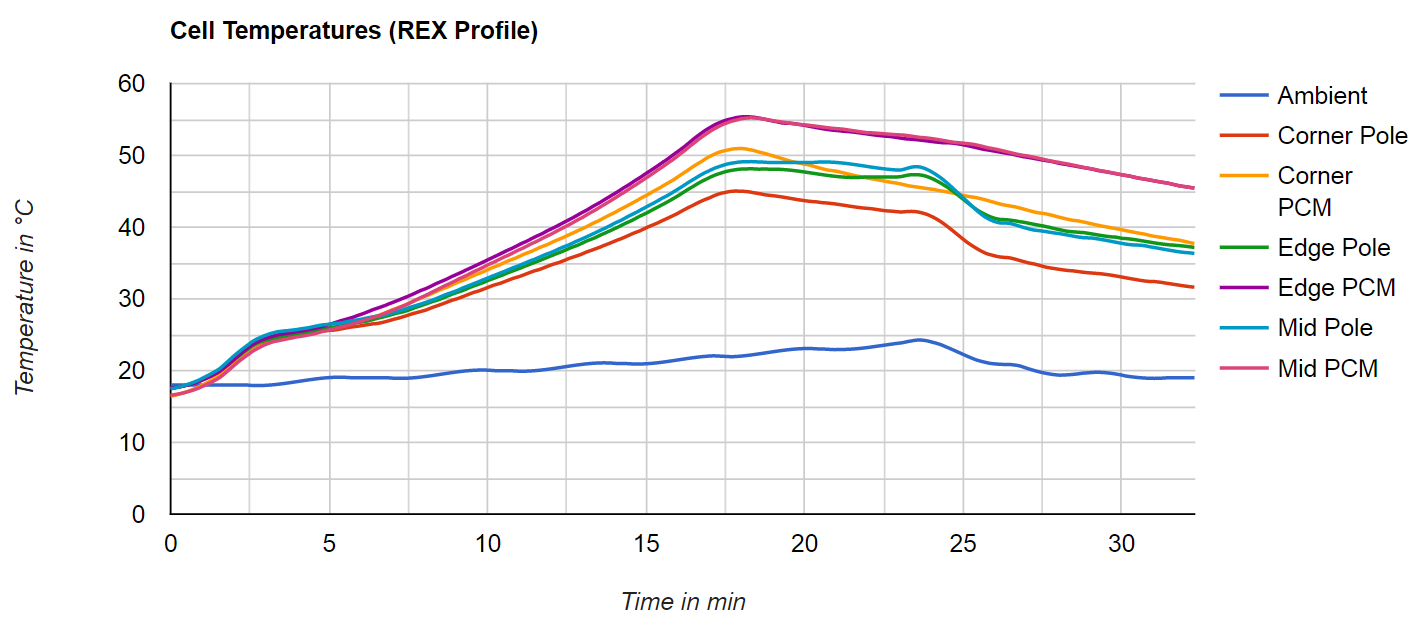 Cell Temperatures (REX Profile)
60
50
40
30
20
10
0
Temperature in °C
0 5 10 15 20 25 30
Time in min
Ambient
Corner Pole
Corner
PCM
Edge Pole
Edge PCM
Mid Pole
Mid PCM